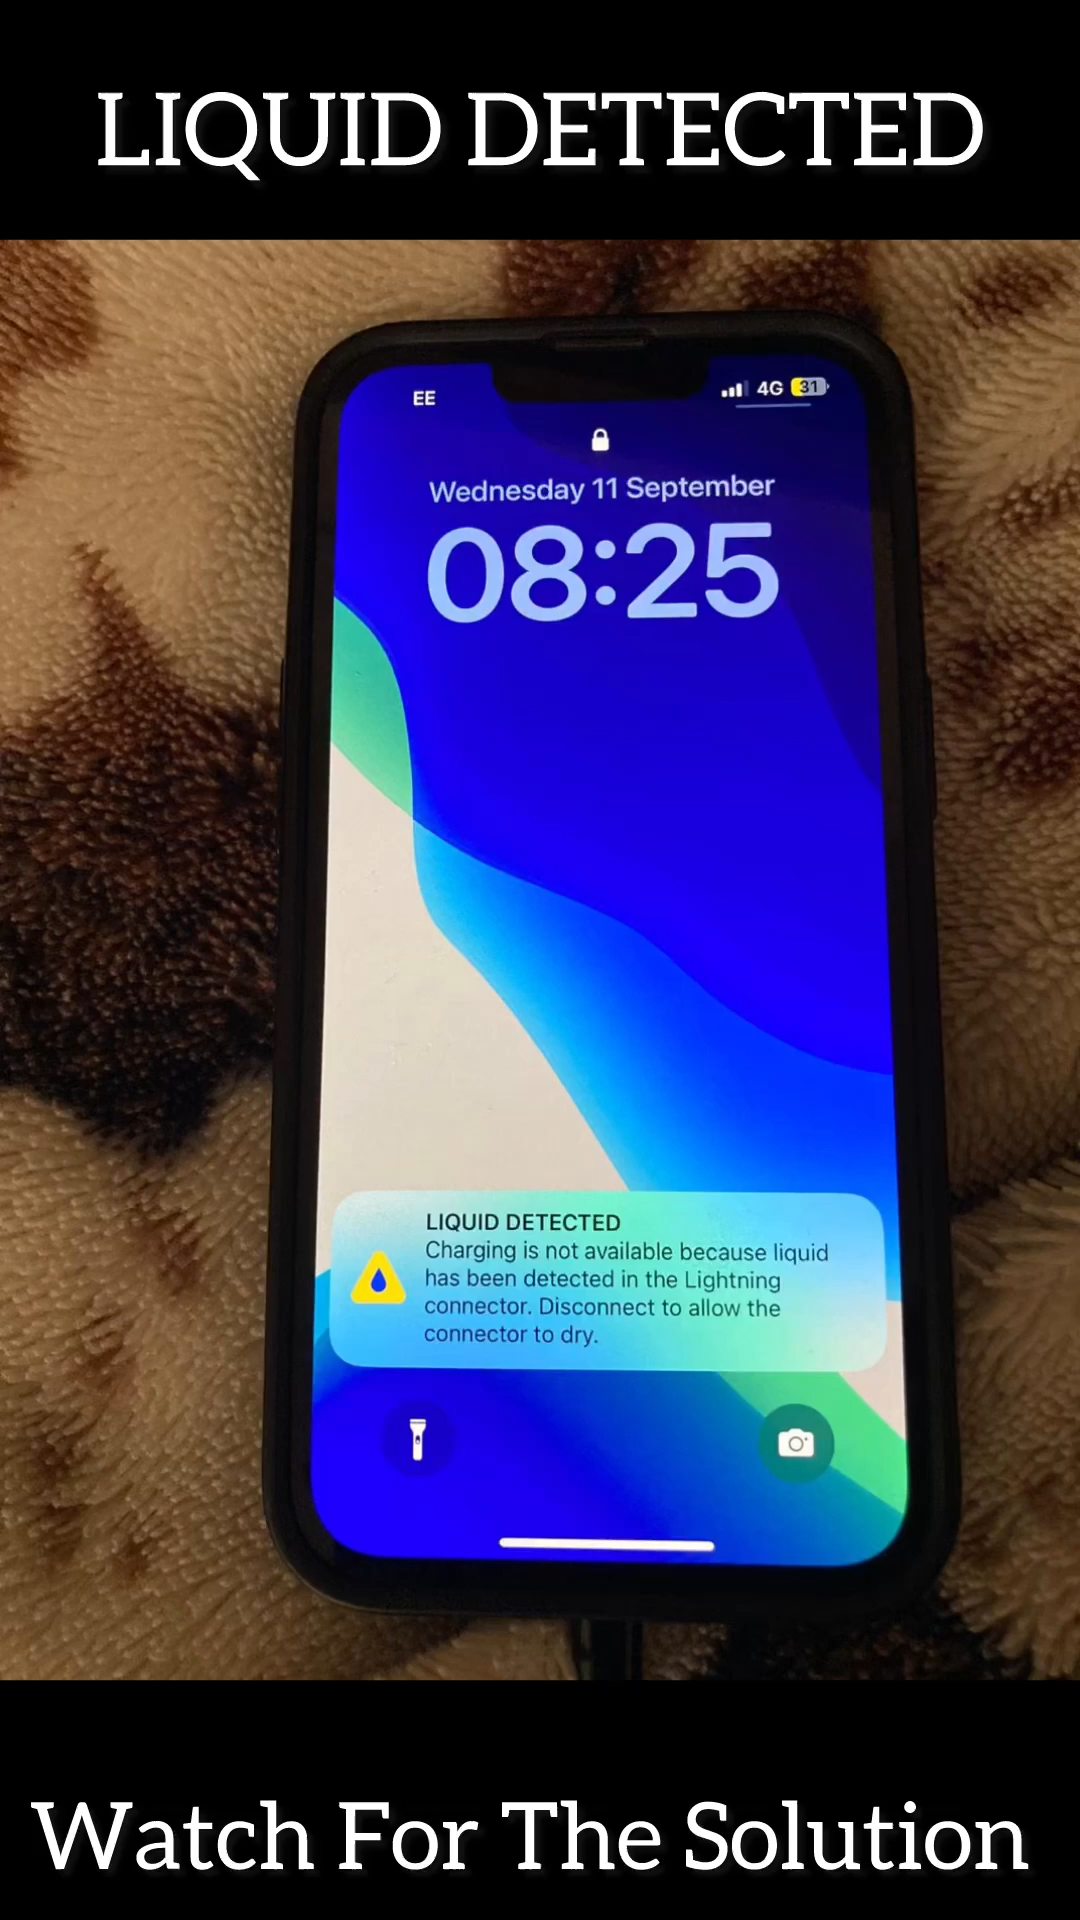 LIQUID DETECTED
EE
4G 31
Wednesday 11 September
08:25
LIQUID DETECTED
Charging is not available because liquid
has been detected in the Lightning
connector. Disconnect to allow the
connector to dry.
Watch For The Solution